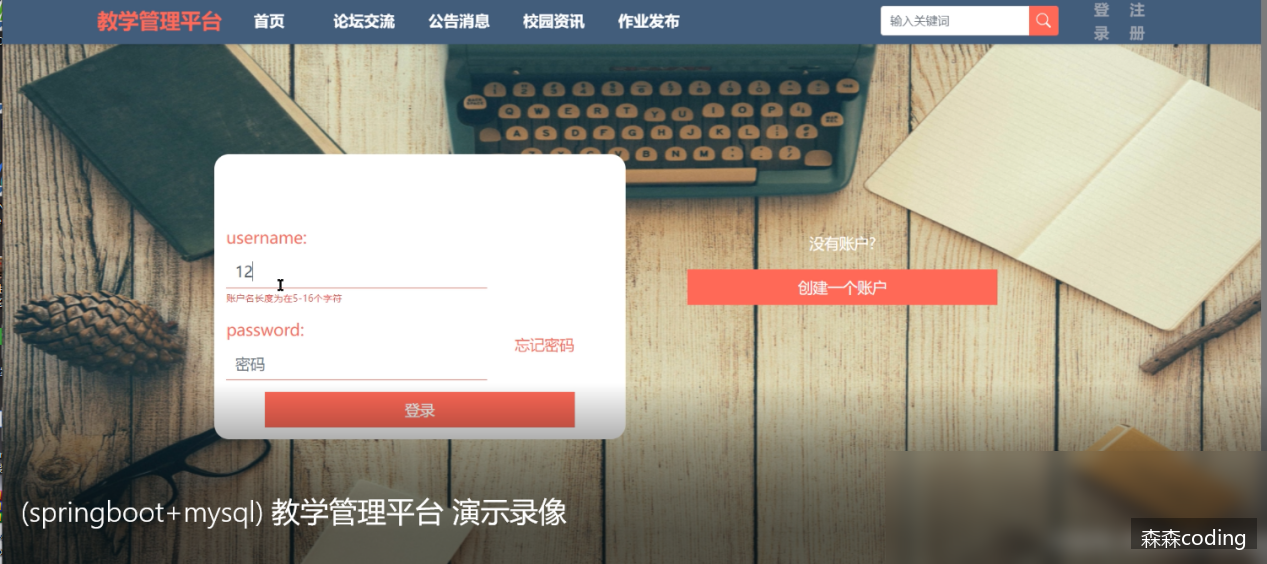 教学管理平台 首页 论坛交流 公告消息 校园资讯 作业发布 输入关键词 登录 注册
username:
12
账户名长度为在5-16个字符
password:
密码
忘记密码
登录
没有账户?
创建一个账户
(springboot+mysql) 教学管理平台 演示录像
森森coding